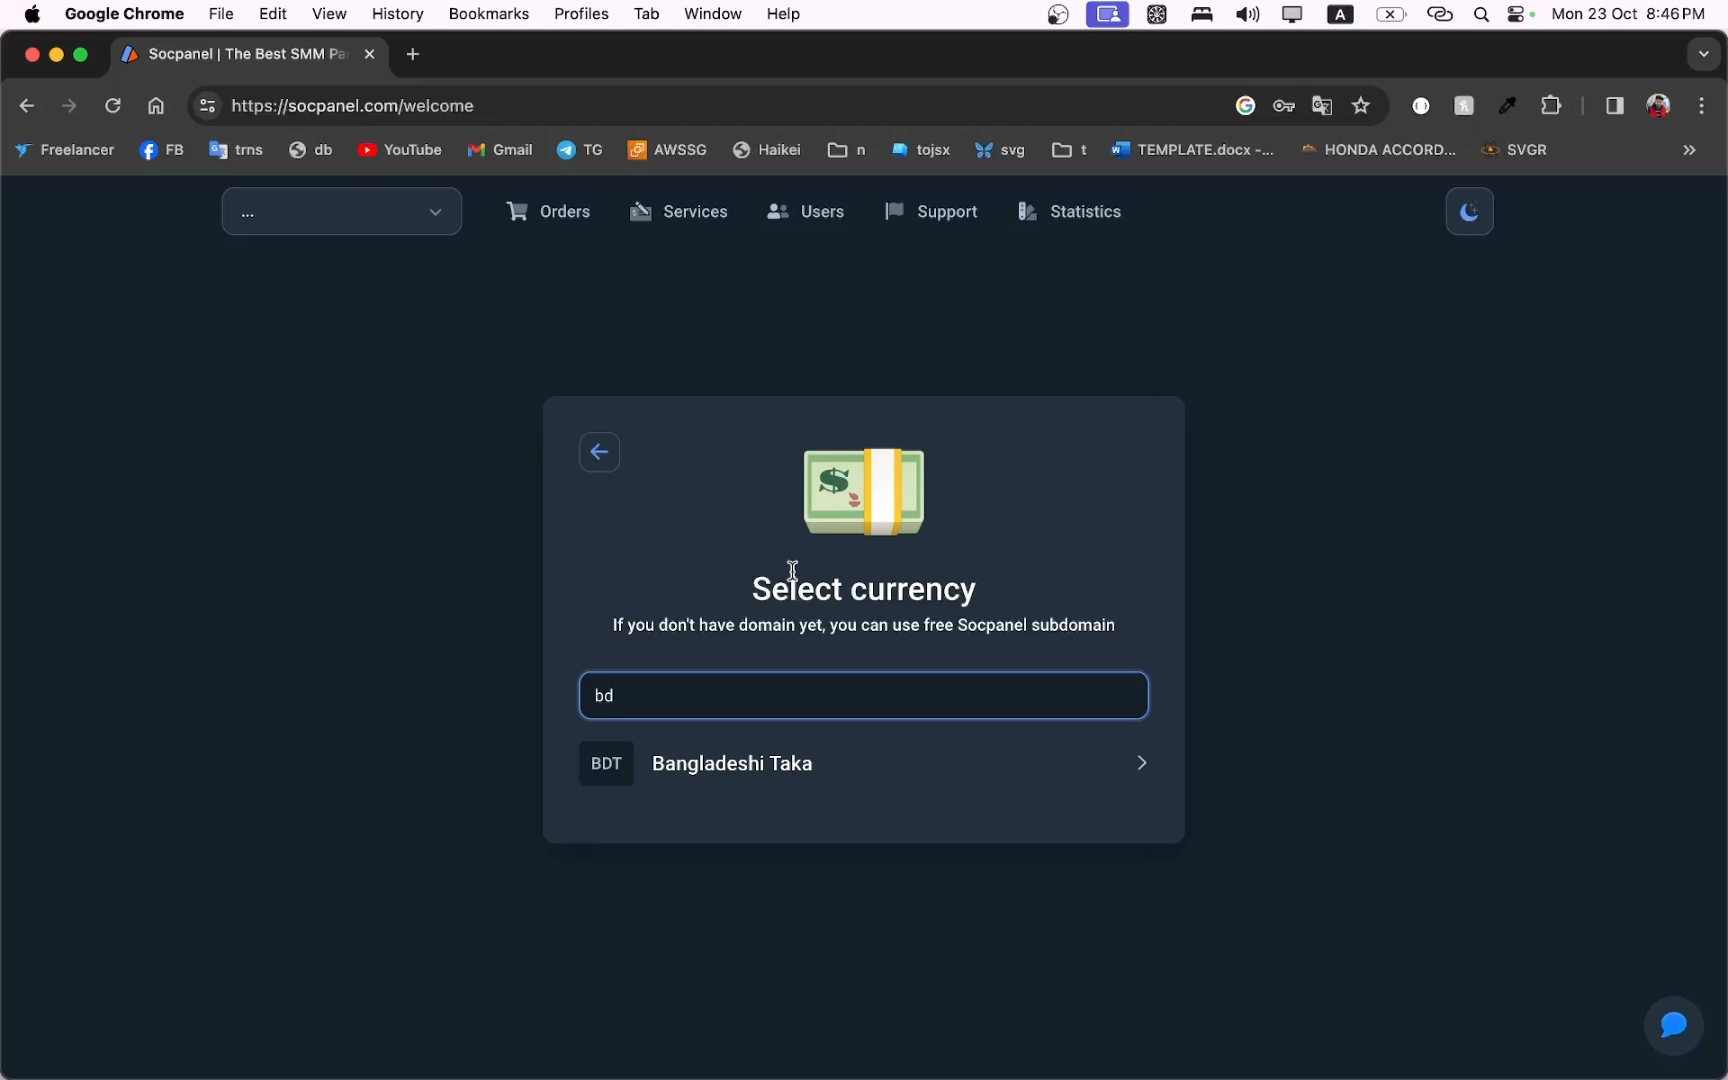 Google Chrome File Edit View History Bookmarks Profiles Tab Window Help A Mon 23 Oct 8:46 PM
Socpanel | The Best SMM Pa
https://socpanel.com/welcome
Freelancer FB trns db YouTube Gmail TG AWSSG Haikei n tojsx svg t TEMPLATE.docx -... HONDA ACCORD... SVGR
... Orders Services Users Support Statistics
Select currency
If you don't have domain yet, you can use free Socpanel subdomain
bd
BDT Bangladeshi Taka